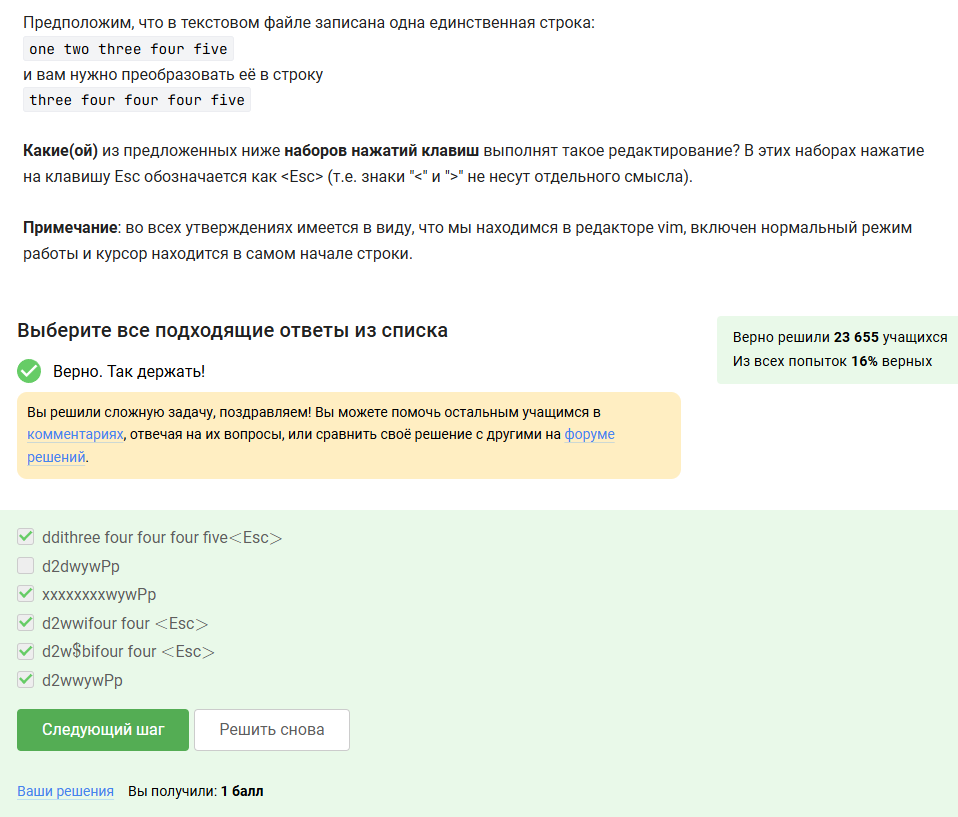 Предположим, что в текстовом файле записана одна единственная строка:
one two three four five
и вам нужно преобразовать её в строку
three four four four five
Какие(ой) из предложенных ниже наборов нажатий клавиш выполнят такое редактирование? В этих наборах нажатие
на клавишу Esc обозначается как <Esc> (т.е. знаки "<" и ">" не несут отдельного смысла).
Примечание: во всех утверждениях имеется в виду, что мы находимся в редакторе vim, включен нормальный режим
работы и курсор находится в самом начале строки.
Выберите все подходящие ответы из списка
Верно решили 23 655 учащихся
Из всех попыток 16% верных
Верно. Так держать!
Вы решили сложную задачу, поздравляем! Вы можете помочь остальным учащимся в
комментариях, отвечая на их вопросы, или сравнить своё решение с другими на форуме
решений.
ddithree four four four five<Esc>
d2dwywPp
xxxxxxxxwywPp
d2wwifour four <Esc>
d2w$bifour four <Esc>
d2wwywPp
Следующий шаг
Решить снова
Ваши решения Вы получили: 1 балл